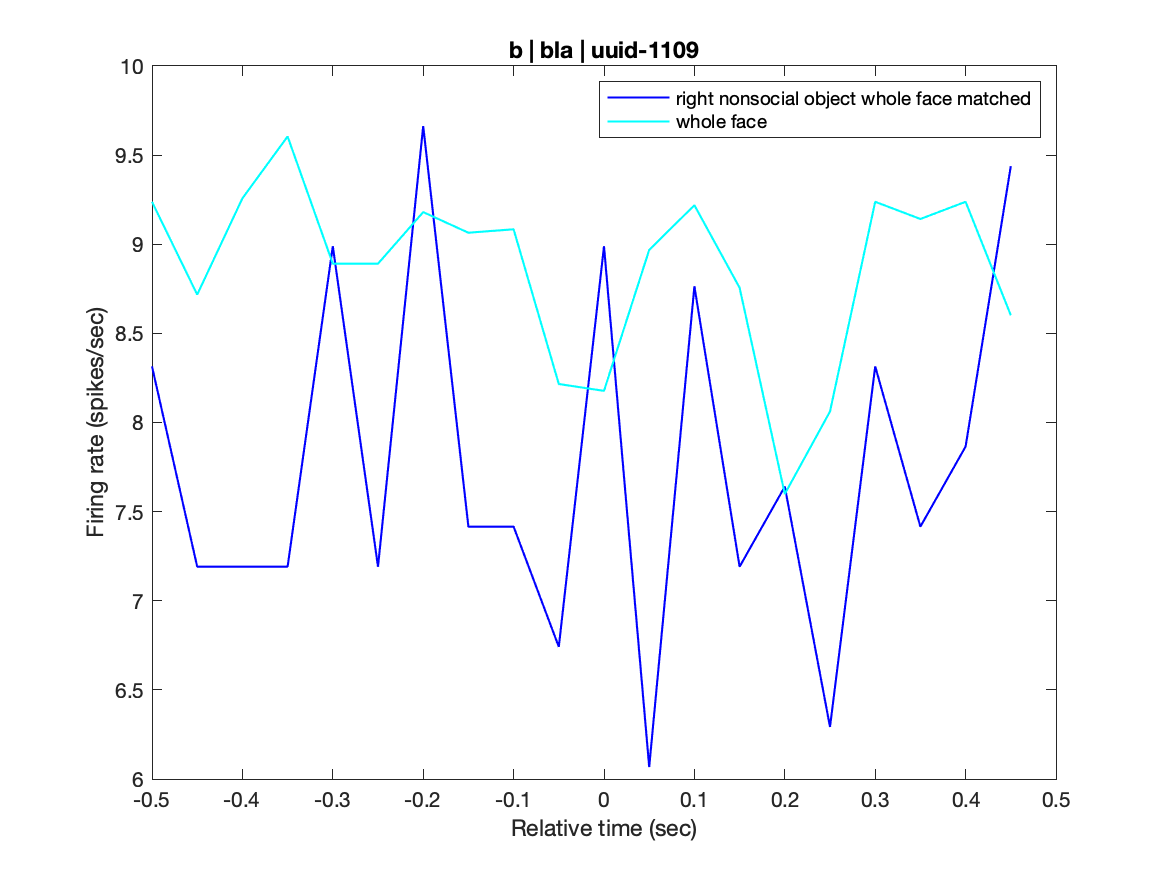 b | bla | uuid-1109
right nonsocial object whole face matched
whole face
Firing rate (spikes/sec)
10
9.5
9
8.5
8
7.5
7
6.5
6
-0.5 -0.4 -0.3 -0.2 -0.1 0 0.1 0.2 0.3 0.4 0.5
Relative time (sec)